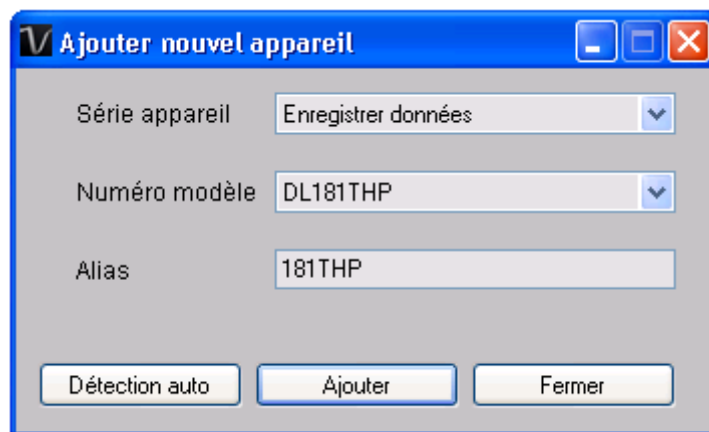 Ajouter nouvel appareil
Série appareil Enregistrer données
Numéro modèle DL181THP
Alias 181THP
Détection auto Ajouter Fermer